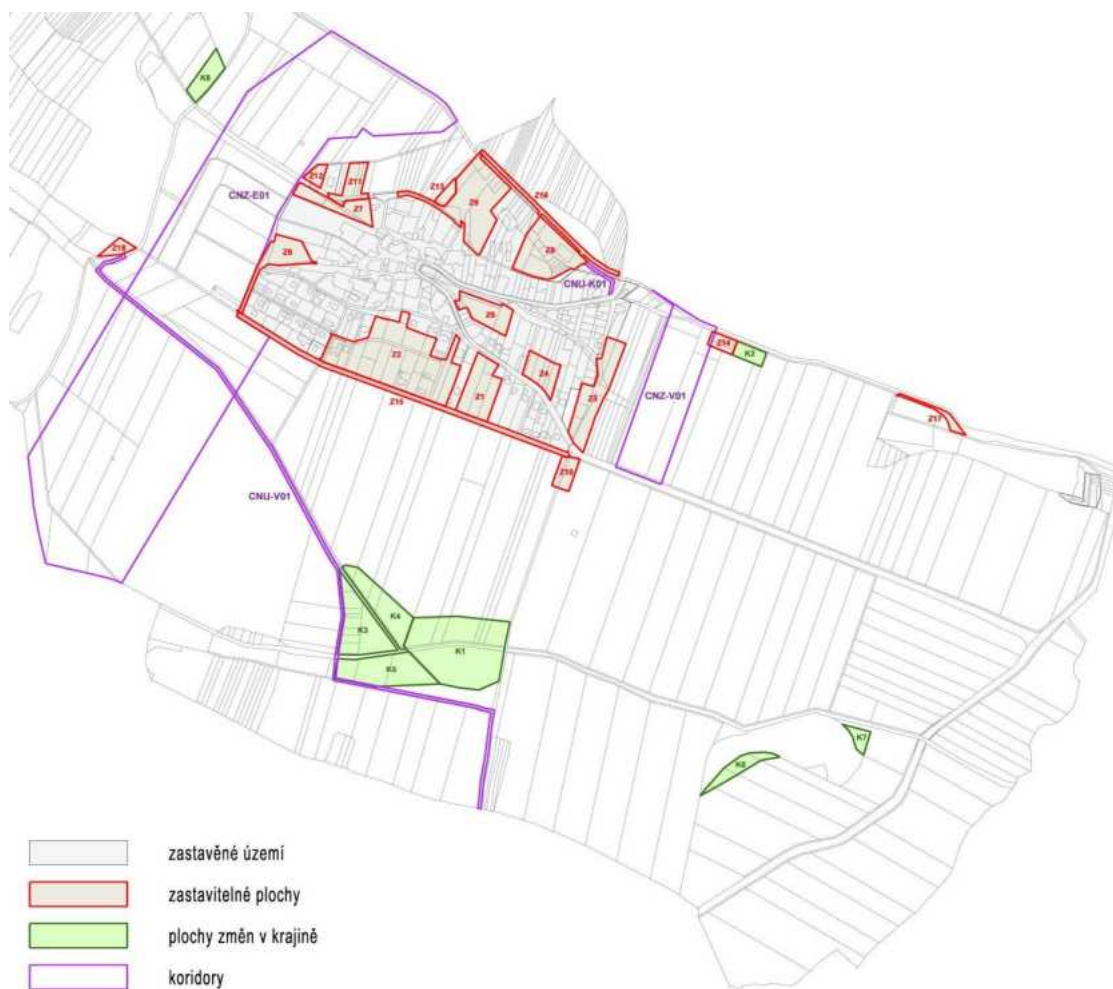 K8
CNZ-E01
Z12
Z11
Z7
Z13
Z9
Z16
Z8
CNU-K01
Z6
Z18
Z5
Z2
Z4
Z1
Z3
Z15
CNZ-V01
Z14
K2
Z17
Z10
CNU-V01
K4
K3
K1
K5
K7
K6
zastavěné území
zastavitelné plochy
plochy změn v krajině
koridory